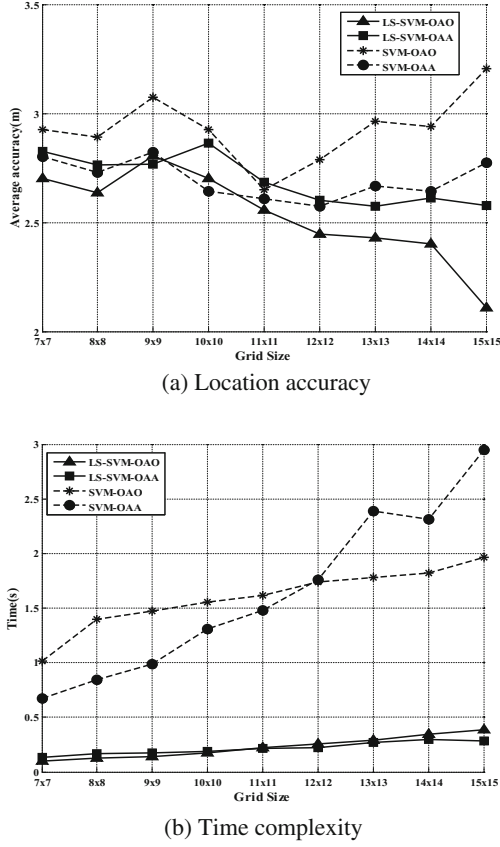 3.5
3
2.5
2
Average accuracy(m)
LS-SVM-OAO
LS-SVM-OAA
SVM-OAO
SVM-OAA
7x7 8x8 9x9 10x10 11x11 12x12 13x13 14x14 15x15
Grid Size
(a) Location accuracy
3
2.5
2
1.5
1
0.5
0
Time(s)
LS-SVM-OAO
LS-SVM-OAA
SVM-OAO
SVM-OAA
7x7 8x8 9x9 10x10 11x11 12x12 13x13 14x14 15x15
Grid Size
(b) Time complexity